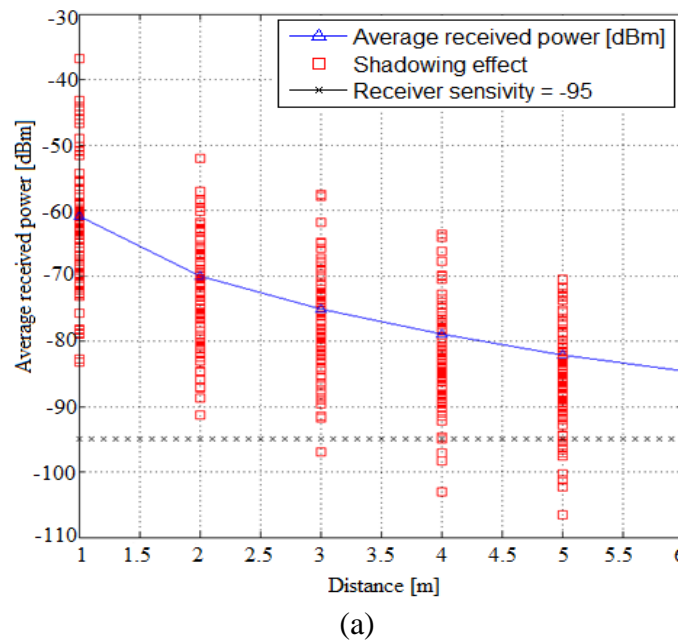 -30
Average received power [dBm]
Shadowing effect
Receiver sensivity = -95
-40
-50
-60
-70
-80
-90
-100
-110
Average received power [dBm]
1 1.5 2 2.5 3 3.5 4 4.5 5 5.5 6
Distance [m]
(a)